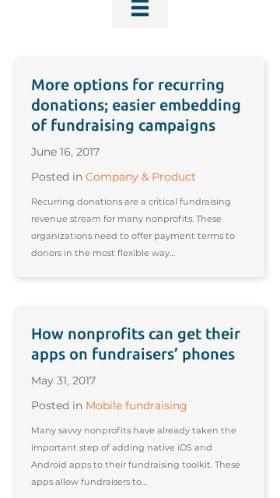 More options for recurring
donations; easier embedding
of fundraising campaigns
June 16, 2017
Posted in Company & Product
Recurring donations are a critical fundraising
revenue stream for many nonprofits. These
organizations need to offer payment terms to
donors in the most flexible way...
How nonprofits can get their
apps on fundraisers’ phones
May 31, 2017
Posted in Mobile fundraising
Many savvy nonprofits have already taken the
important step of adding native iOS and
Android apps to their fundraising toolkit. These
apps allow fundraisers to...